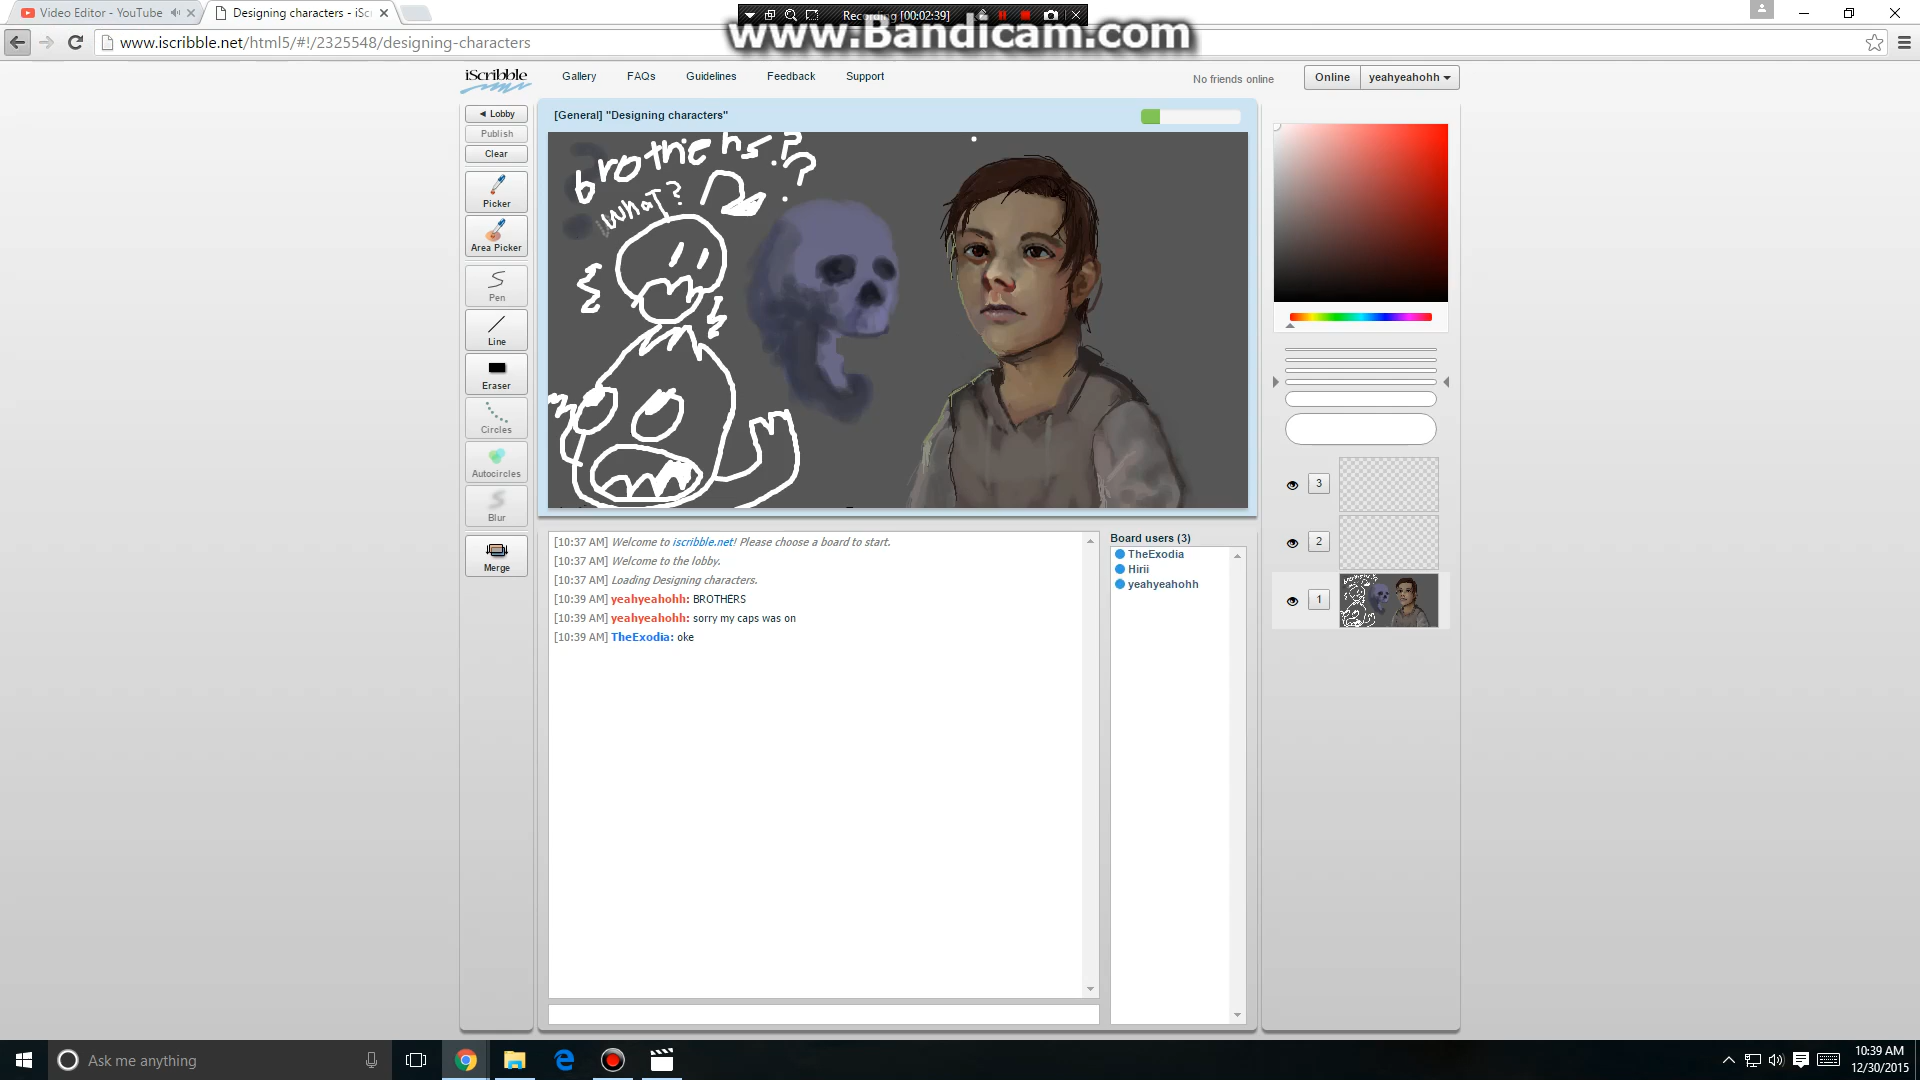 Video Editor - YouTube
Designing characters - iSc
Recording [00:02:39]
www.Bandicam.com
www.iscribble.net/html5/#!/2325548/designing-characters
iScribble
Gallery
FAQs
Guidelines
Feedback
Support
No friends online
Online
yeahyeahohh
Lobby
Publish
Clear
Picker
Area Picker
Pen
Line
Eraser
Circles
Autocircles
Blur
Merge
[General] "Designing characters"
brothers??
what?
[10:37 AM] Welcome to iscribble.net! Please choose a board to start.
[10:37 AM] Welcome to the lobby.
[10:37 AM] Loading Designing characters.
[10:39 AM] yeahyeahohh: BROTHERS
[10:39 AM] yeahyeahohh: sorry my caps was on
[10:39 AM] TheExodia: oke
Board users (3)
TheExodia
Hirii
yeahyeahohh
3
2
1
Ask me anything
10:39 AM
12/30/2015